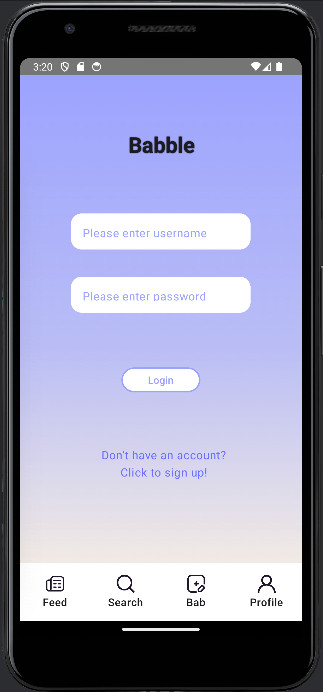 3:20
Babble
Please enter username
Please enter password
Login
Don't have an account?
Click to sign up!
Feed Search Bab Profile